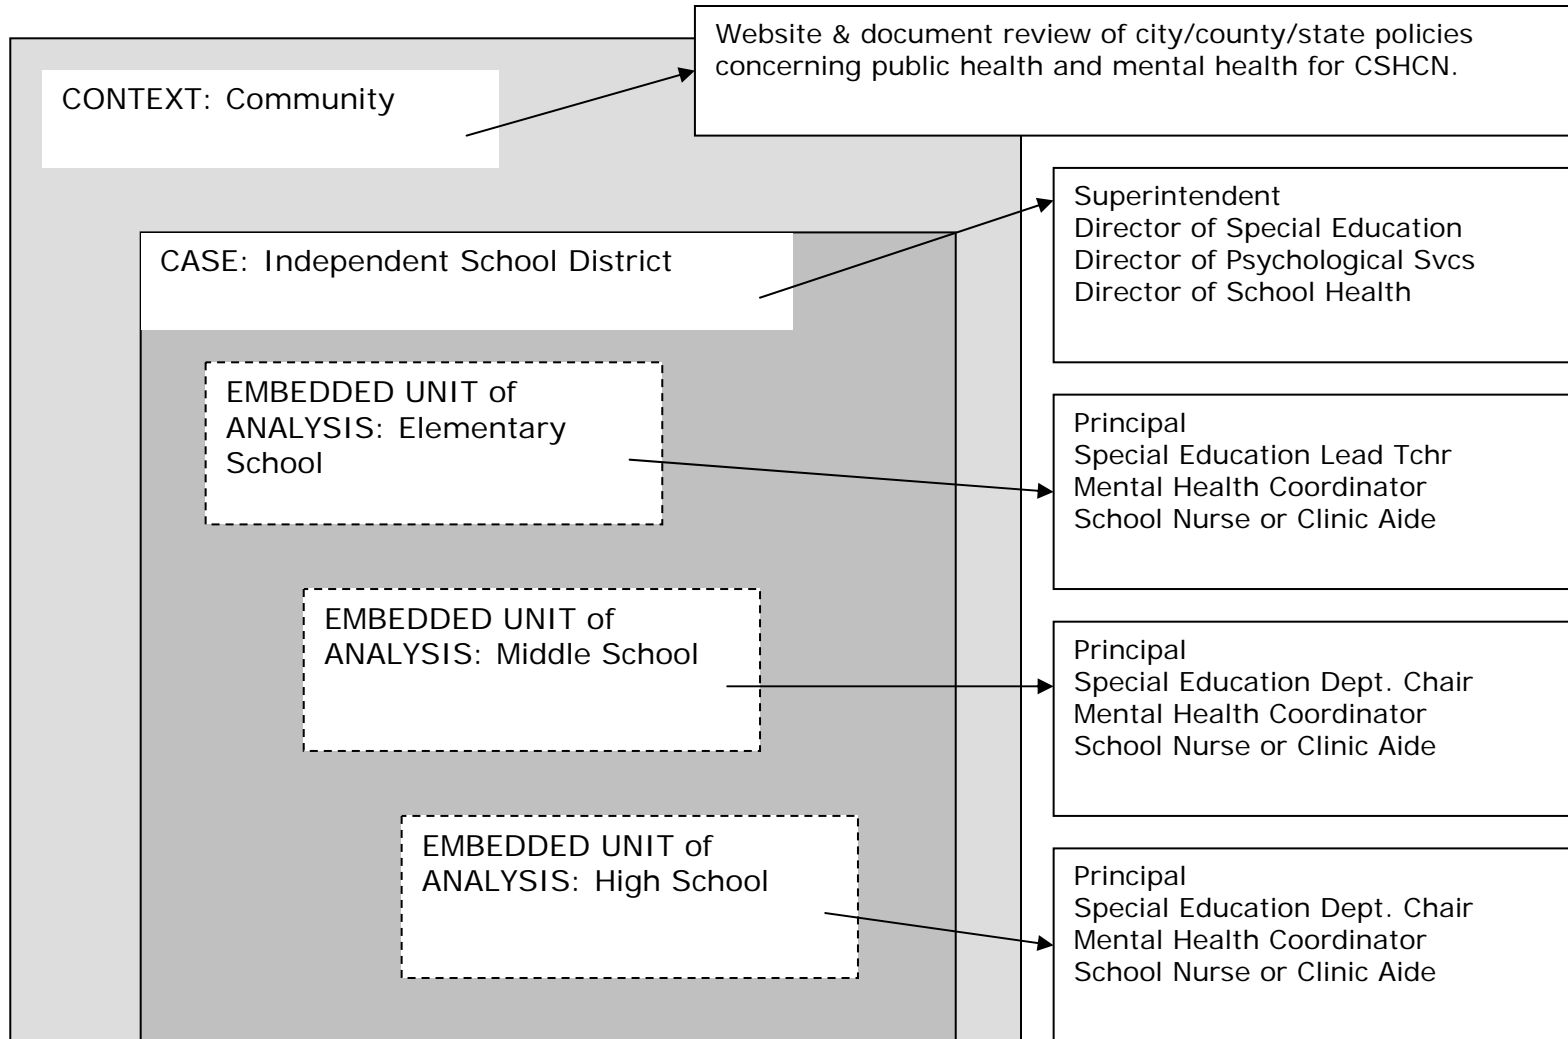 Website & document review of city/county/state policies
concerning public health and mental health for CSHCN.
CONTEXT: Community
Superintendent
Director of Special Education
Director of Psychological Svcs
Director of School Health
CASE: Independent School District
EMBEDDED UNIT of
ANALYSIS: Elementary
School
Principal
Special Education Lead Tchr
Mental Health Coordinator
School Nurse or Clinic Aide
EMBEDDED UNIT of
ANALYSIS: Middle School
Principal
Special Education Dept. Chair
Mental Health Coordinator
School Nurse or Clinic Aide
EMBEDDED UNIT of
ANALYSIS: High School
Principal
Special Education Dept. Chair
Mental Health Coordinator
School Nurse or Clinic Aide